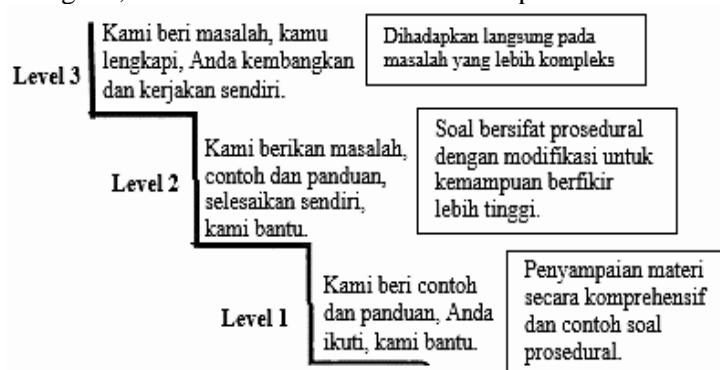 Kami beri masalah, kamu
lengkapi, Anda kembangkan
dan kerjakan sendiri.
Level 3
Dihadapkan langsung pada
masalah yang lebih kompleks
Kami berikan masalah,
contoh dan panduan,
selesaikan sendiri,
kami bantu.
Level 2
Soal bersifat prosedural
dengan modifikasi untuk
kemampuan berfikir
lebih tinggi.
Kami beri contoh
dan panduan, Anda
ikuti, kami bantu.
Level 1
Penyampaian materi
secara komprehensif
dan contoh soal
prosedural.